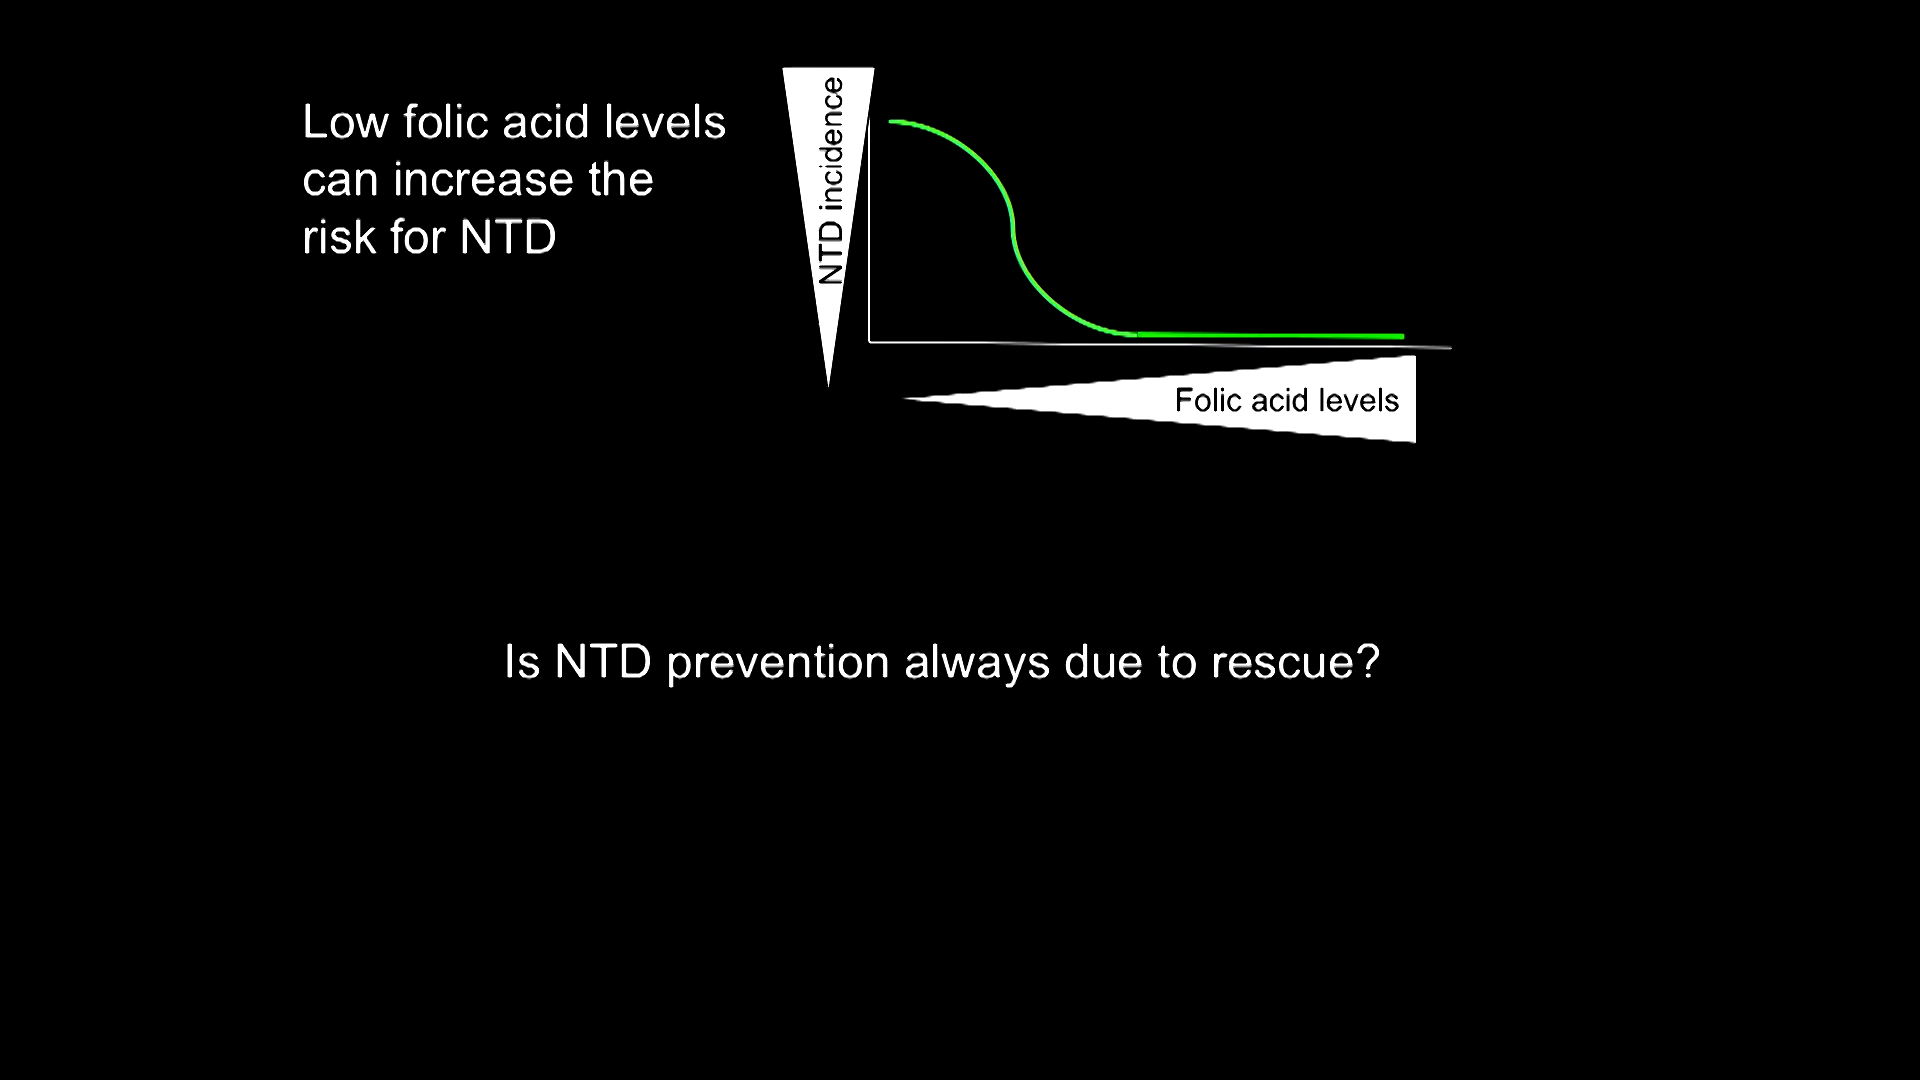 Low folic acid levels
can increase the
risk for NTD
NTD incidence
Folic acid levels
Is NTD prevention always due to rescue?